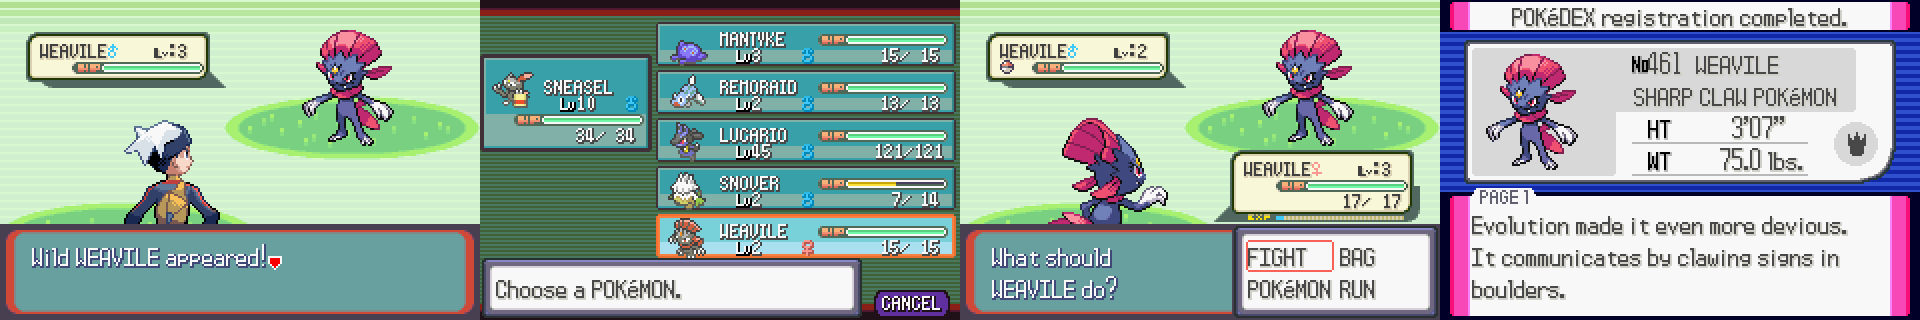 WEAVILE♂ Lv:3
Wild WEAVILE appeared!
SNEASEL
Lv10 ♂
34/ 34
MANTYKE
Lv3 ♂ 15/ 15
REMORAID
Lv2 ♂ 13/ 13
LUCARIO
Lv45 ♂ 121/121
SNOVER
Lv2 ♂ 7/ 14
WEAVILE
Lv2 ♀ 15/ 15
Choose a POKéMON.
CANCEL
WEAVILE♂ Lv:2
WEAVILE♀ Lv:3
17/ 17
EXP
What should
WEAVILE do?
FIGHT BAG
POKéMON RUN
POKéDEX registration completed.
No461 WEAVILE
SHARP CLAW POKéMON
HT 3'07"
WT 75.0 lbs.
PAGE 1
Evolution made it even more devious.
It communicates by clawing signs in
boulders.